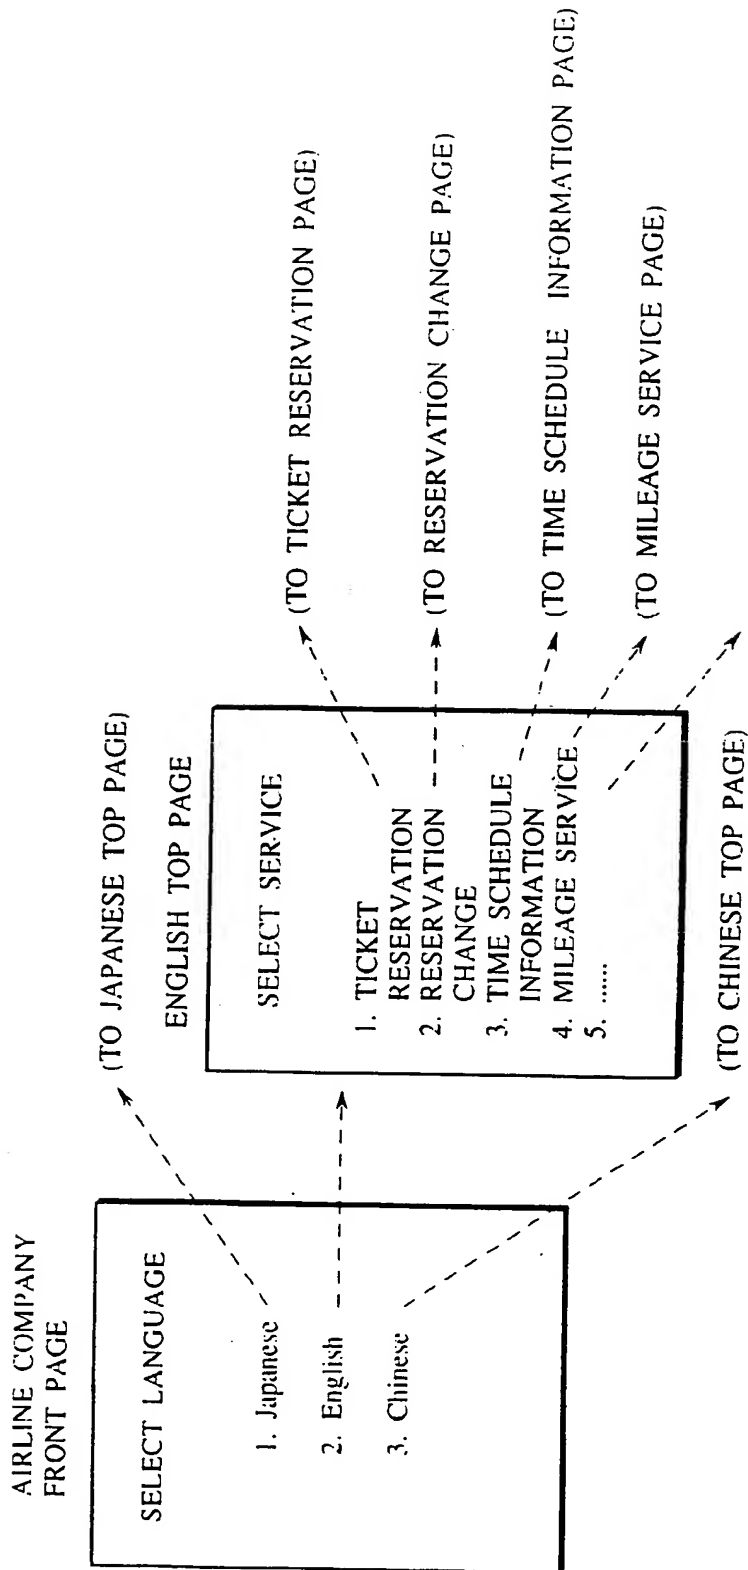 AIRLINE COMPANY
FRONT PAGE
SELECT LANGUAGE
1. Japanese
2. English
3. Chinese
(TO JAPANESE TOP PAGE)
ENGLISH TOP PAGE
SELECT SERVICE
1. TICKET
RESERVATION
2. RESERVATION
CHANGE
3. TIME SCHEDULE
INFORMATION
4. MILEAGE SERVICE
5. ......
(TO CHINESE TOP PAGE)
(TO TICKET RESERVATION PAGE)
(TO RESERVATION CHANGE PAGE)
(TO TIME SCHEDULE INFORMATION PAGE)
(TO MILEAGE SERVICE PAGE)